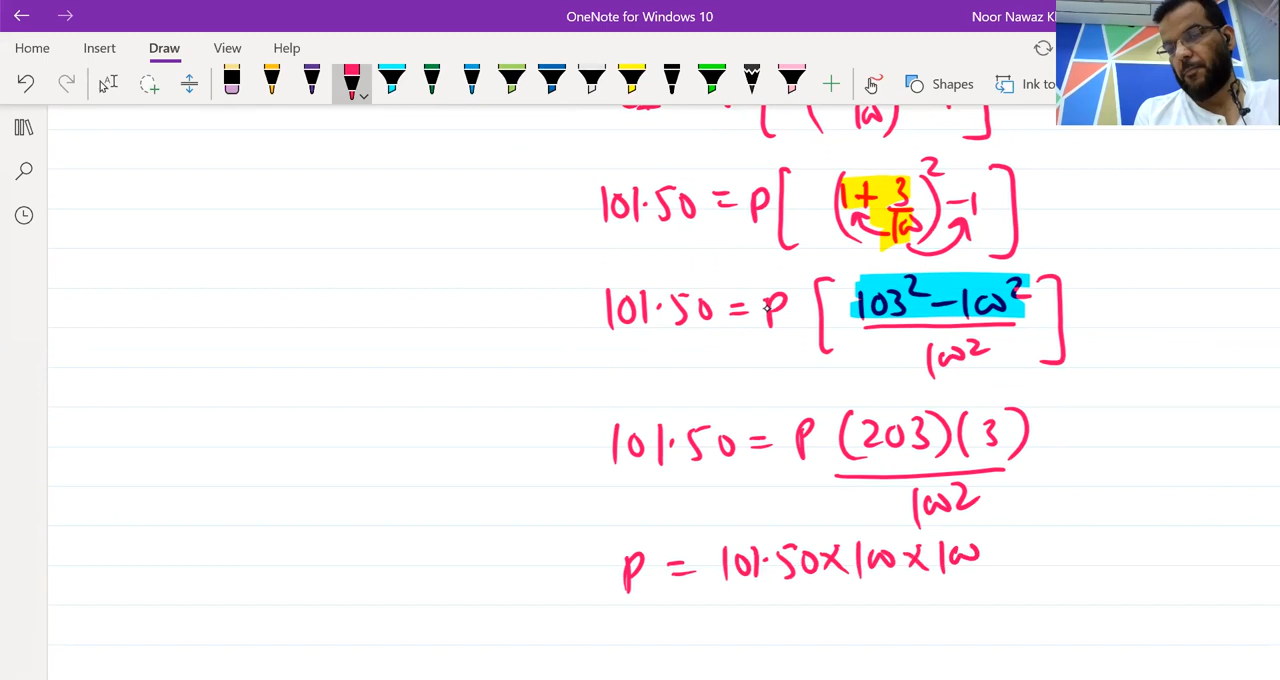 OneNote for Windows 10
Noor Nawaz Kh
Home Insert Draw View Help
Shapes
Ink to
101.50 = P[ (1 + 3/100)² - 1 ]
101.50 = P [ 103² - 100² / 100² ]
101.50 = P (203)(3) / 100²
P = 101.50 × 100 × 100